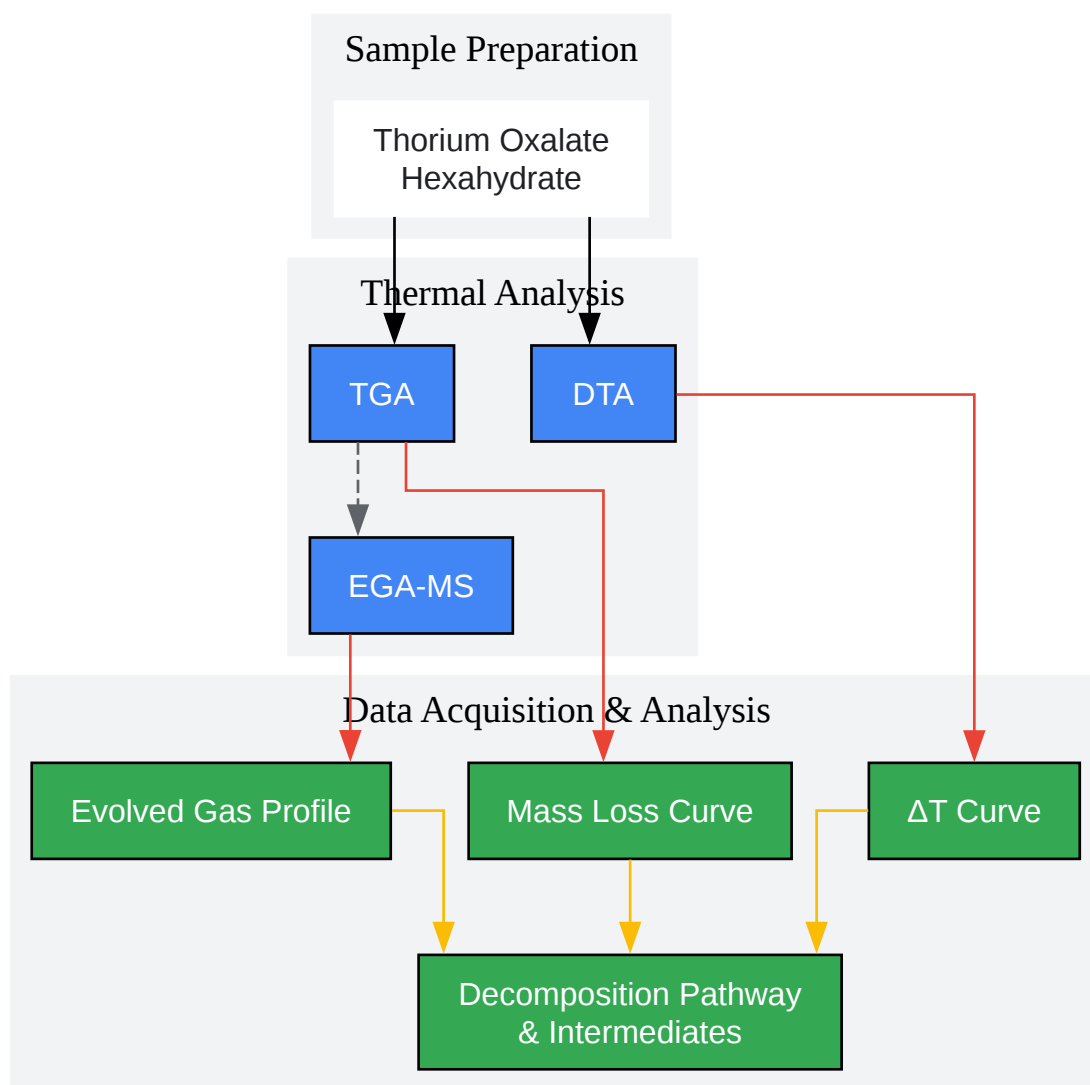 Sample Preparation
Thorium Oxalate
Hexahydrate
Thermal Analysis
TGA
DTA
EGA-MS
Data Acquisition & Analysis
Evolved Gas Profile
Mass Loss Curve
ΔT Curve
Decomposition Pathway
& Intermediates